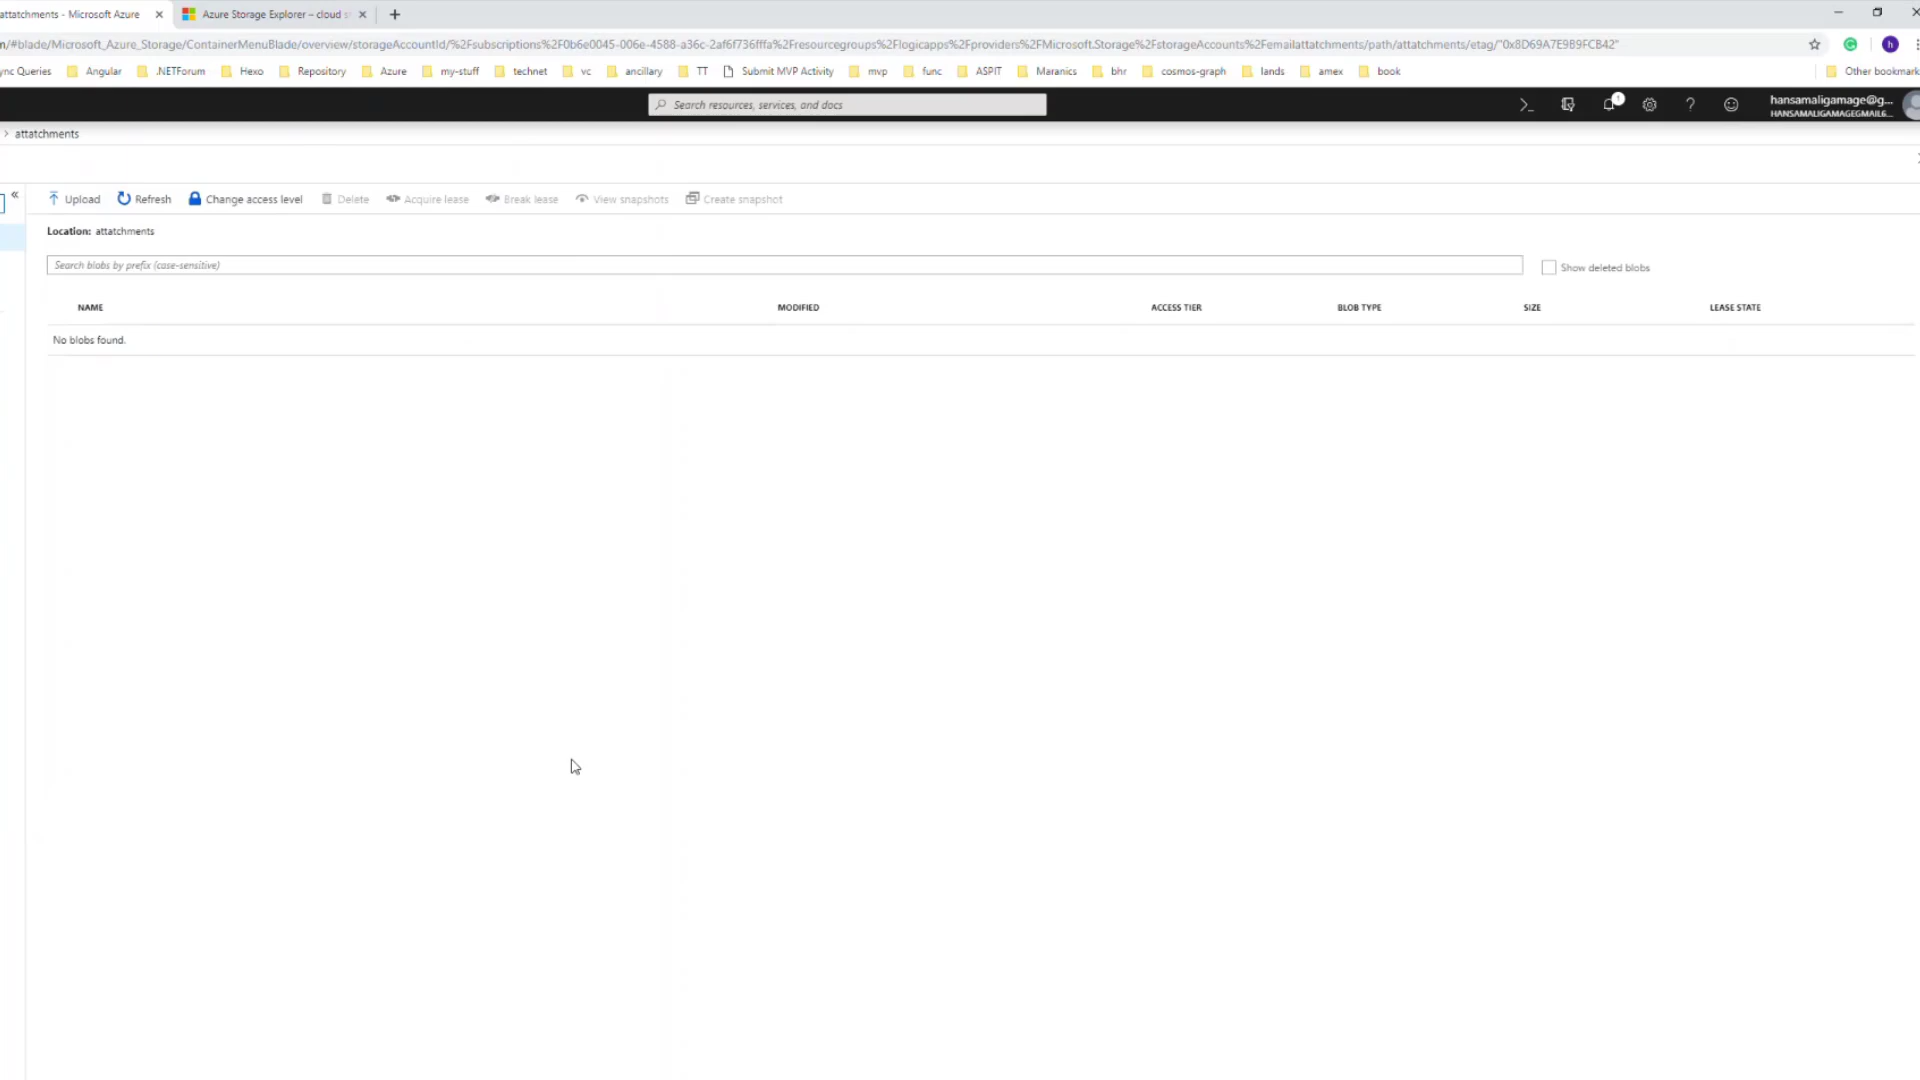 attatchments - Microsoft Azure
Azure Storage Explorer – cloud s
m/#blade/Microsoft_Azure_Storage/ContainerMenuBlade/overview/storageAccountId/%2Fsubscriptions%2F0b6e0045-006e-4588-a36c-2af6f736fffa%2Fresourcegroups%2Flogicapps%2Fproviders%2FMicrosoft.Storage%2FstorageAccounts%2Femailattatchments/path/attatchments/etag/"0x8D69A7E9B9FCB42"
h
ync Queries Angular .NETForum Hexo Repository Azure my-stuff technet vc ancillary TT Submit MVP Activity mvp func ASPIT Maranics bhr cosmos-graph lands amex book Other bookmark
Search resources, services, and docs
1
hansamaligamage@g...
HANSAMALIGAMAGEGMAIL6...
> attatchments
« Upload Refresh Change access level Delete Acquire lease Break lease View snapshots Create snapshot
Location: attatchments
Search blobs by prefix (case-sensitive)
Show deleted blobs
NAME MODIFIED ACCESS TIER BLOB TYPE SIZE LEASE STATE
No blobs found.